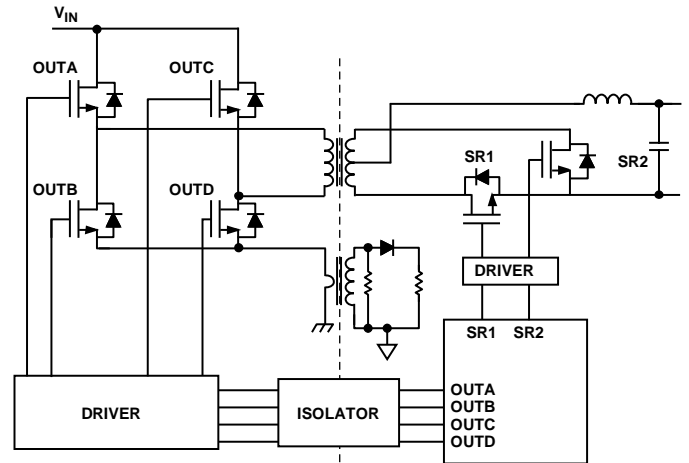 VIN
OUTA
OUTC
SR1
SR2
OUTB
OUTD
DRIVER
SR1 SR2
OUTA
OUTB
OUTC
OUTD
DRIVER
ISOLATOR